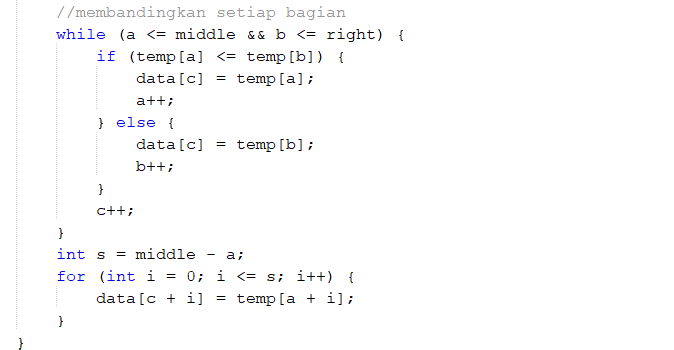 //membandingkan setiap bagian
while (a <= middle && b <= right) {
if (temp[a] <= temp[b]) {
data[c] = temp[a];
a++;
} else {
data[c] = temp[b];
b++;
}
c++;
}
int s = middle - a;
for (int i = 0; i <= s; i++) {
data[c + i] = temp[a + i];
}
}